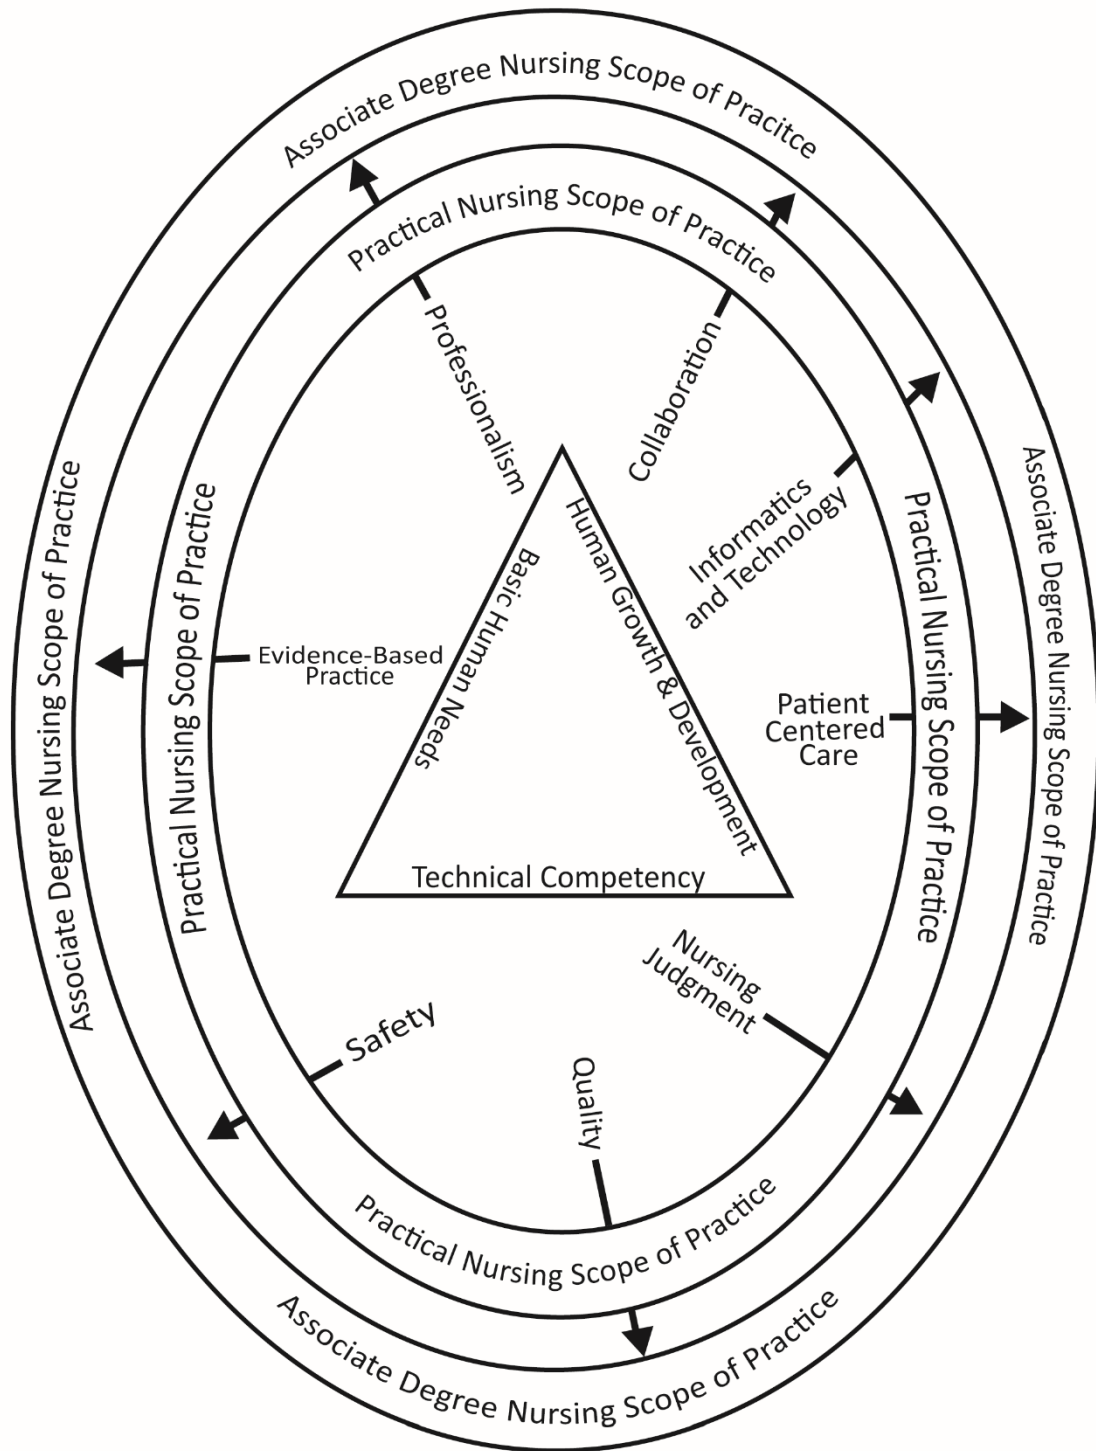 Associate Degree Nursing Scope of Pracitce
Practical Nursing Scope of Practice
Professionalism
Collaboration
Informatics
and Technology
Human Growth & Development
Basic Human Needs
Technical Competency
Evidence-Based
Practice
Patient
Centered
Care
Associate Degree Nursing Scope of Practice
Practical Nursing Scope of Practice
Practical Nursing Scope of Practice
Associate Degree Nursing Scope of Practice
Nursing
Judgment
Safety
Quality
Practical Nursing Scope of Practice
Associate Degree Nursing Scope of Practice